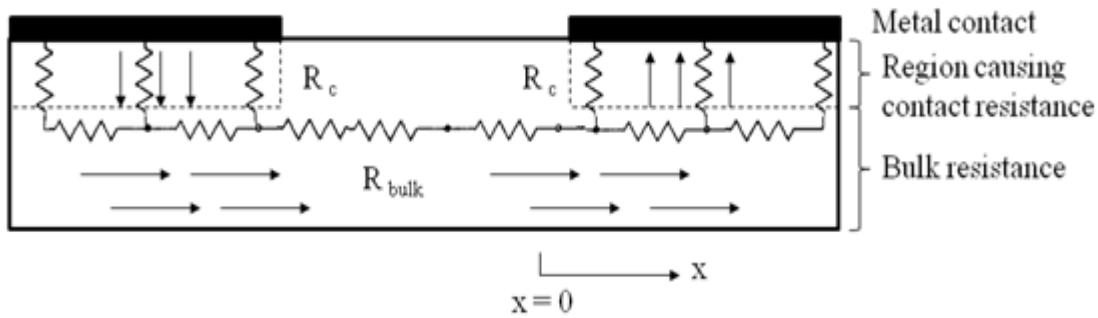 Metal contact
R c
R c
Region causing
contact resistance
R bulk
Bulk resistance
x
x = 0